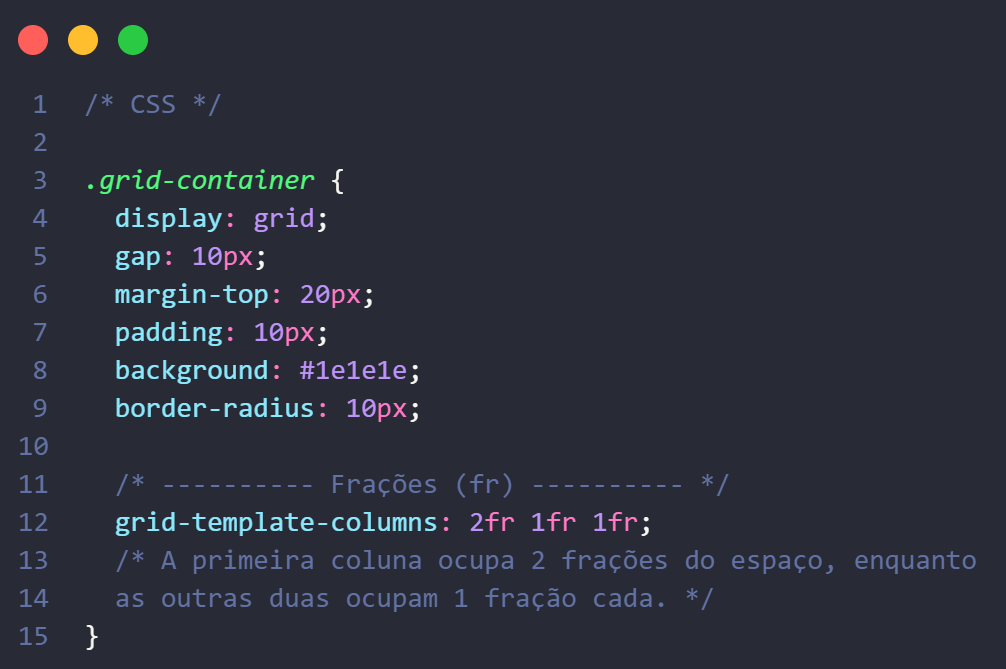 1 /* CSS */
2
3 .grid-container {
4 display: grid;
5 gap: 10px;
6 margin-top: 20px;
7 padding: 10px;
8 background: #1e1e1e;
9 border-radius: 10px;
10
11 /* ---------- Frações (fr) ---------- */
12 grid-template-columns: 2fr 1fr 1fr;
13 /* A primeira coluna ocupa 2 frações do espaço, enquanto
14 as outras duas ocupam 1 fração cada. */
15 }